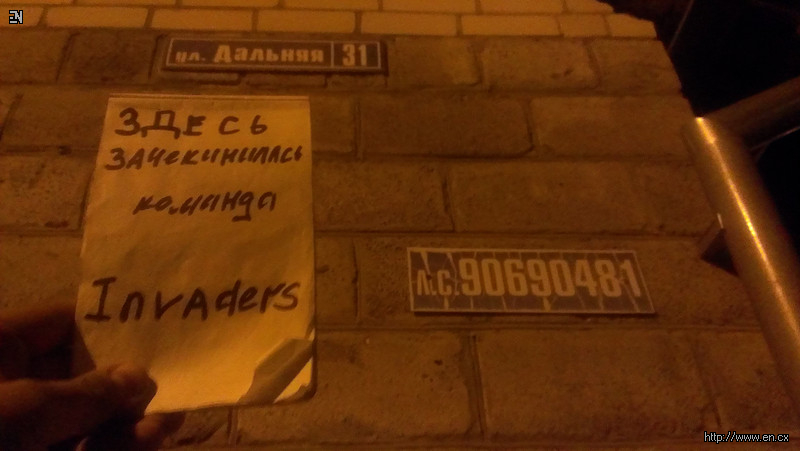 EN
ул. Дальняя 31
ЗДЕСЬ
ЗАЧЕКИНИЛАСЬ
команда
Invaders
Л.С.90690481
http://www.en.cx